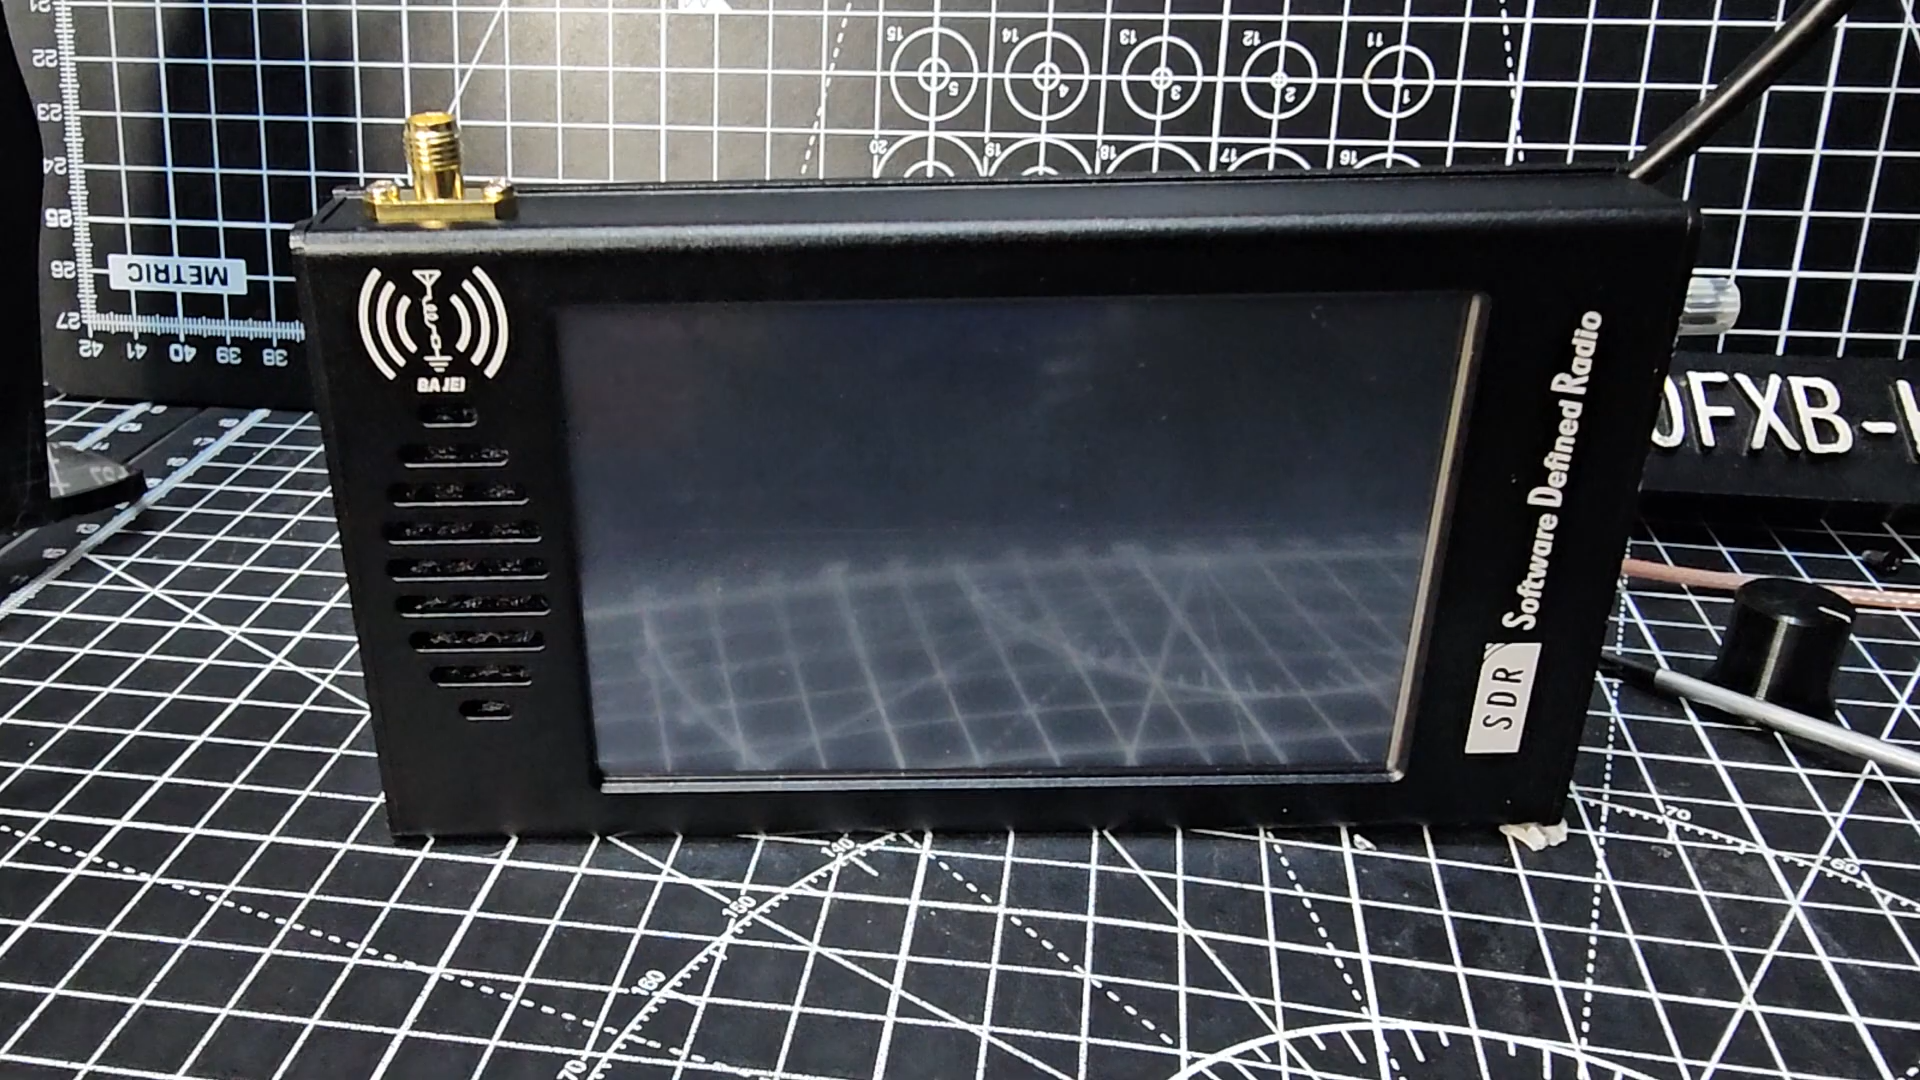 21
22
23
24
25
26
27
METRIC
42 41 40 39 38
15 14 13 12 11
5 4 3 2 1
20 19 18 17 16
BAJEI
Software Defined Radio
SDR
0FXB-
140
150
160
70
70
60